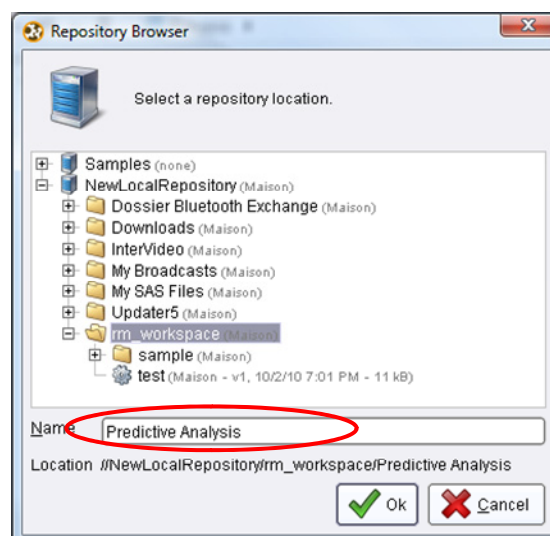 Repository Browser
Select a repository location.
Samples (none)
NewLocalRepository (Maison)
Dossier Bluetooth Exchange (Maison)
Downloads (Maison)
InterVideo (Maison)
My Broadcasts (Maison)
My SAS Files (Maison)
Updater5 (Maison)
rm_workspace (Maison)
sample (Maison)
test (Maison - v1, 10/2/10 7:01 PM - 11 kB)
Name Predictive Analysis
Location //NewLocalRepository/rm_workspace/Predictive Analysis
Ok Cancel